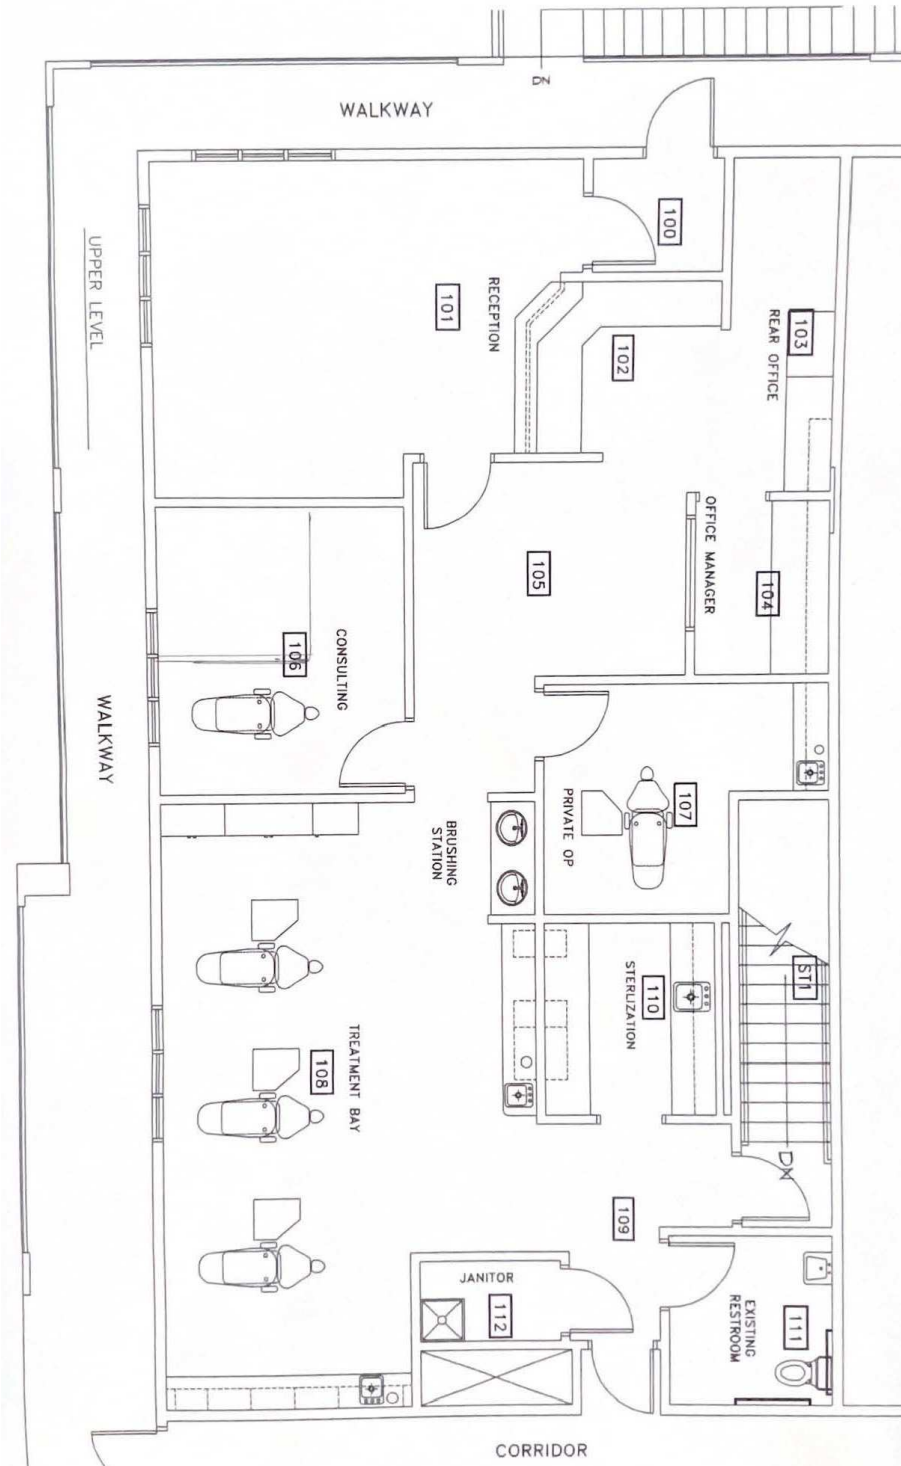 DN
WALKWAY
100
UPPER LEVEL
101
RECEPTION
102
103
REAR OFFICE
OFFICE MANAGER
104
105
106
CONSULTING
WALKWAY
107
PRIVATE OP
BRUSHING
STATION
110
STERLIZATION
ST1
108
TREATMENT BAY
DN
109
JANITOR
112
111
EXISTING
RESTROOM
CORRIDOR